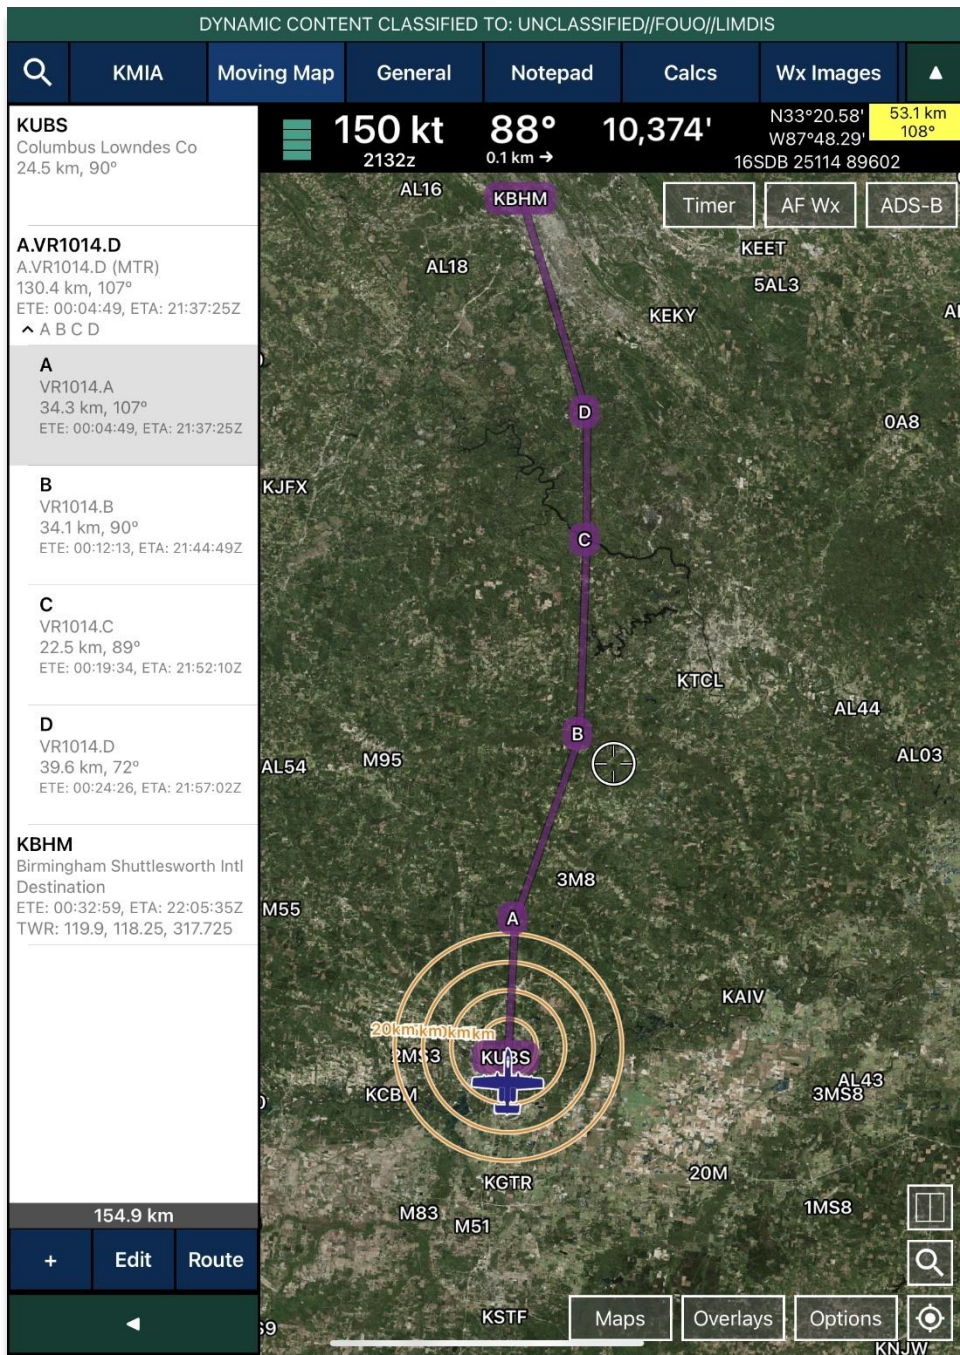 DYNAMIC CONTENT CLASSIFIED TO: UNCLASSIFIED//FOUO//LIMDIS
KMIA
Moving Map
General
Notepad
Calcs
Wx Images
KUBS
Columbus Lowndes Co
24.5 km, 90°
A.VR1014.D
A.VR1014.D (MTR)
130.4 km, 107°
ETE: 00:04:49, ETA: 21:37:25Z
A B C D
A
VR1014.A
34.3 km, 107°
ETE: 00:04:49, ETA: 21:37:25Z
B
VR1014.B
34.1 km, 90°
ETE: 00:12:13, ETA: 21:44:49Z
C
VR1014.C
22.5 km, 89°
ETE: 00:19:34, ETA: 21:52:10Z
D
VR1014.D
39.6 km, 72°
ETE: 00:24:26, ETA: 21:57:02Z
KBHM
Birmingham Shuttlesworth Intl
Destination
ETE: 00:32:59, ETA: 22:05:35Z
TWR: 119.9, 118.25, 317.725
154.9 km
+
Edit
Route
150 kt
2132z
88°
0.1 km →
10,374'
N33°20.58'
W87°48.29'
16SDB 25114 89602
53.1 km
108°
Timer
AF Wx
ADS-B
AL16
KBHM
KEET
AL18
5AL3
KEKY
D
0A8
KJFX
C
KTCL
AL44
B
AL54
M95
AL03
3M8
M55
A
KAIV
20km
2MS3
KUBS
KCBM
AL43
3MS8
KGTR
20M
M83
M51
1MS8
KSTF
Maps
Overlays
Options
KNJW